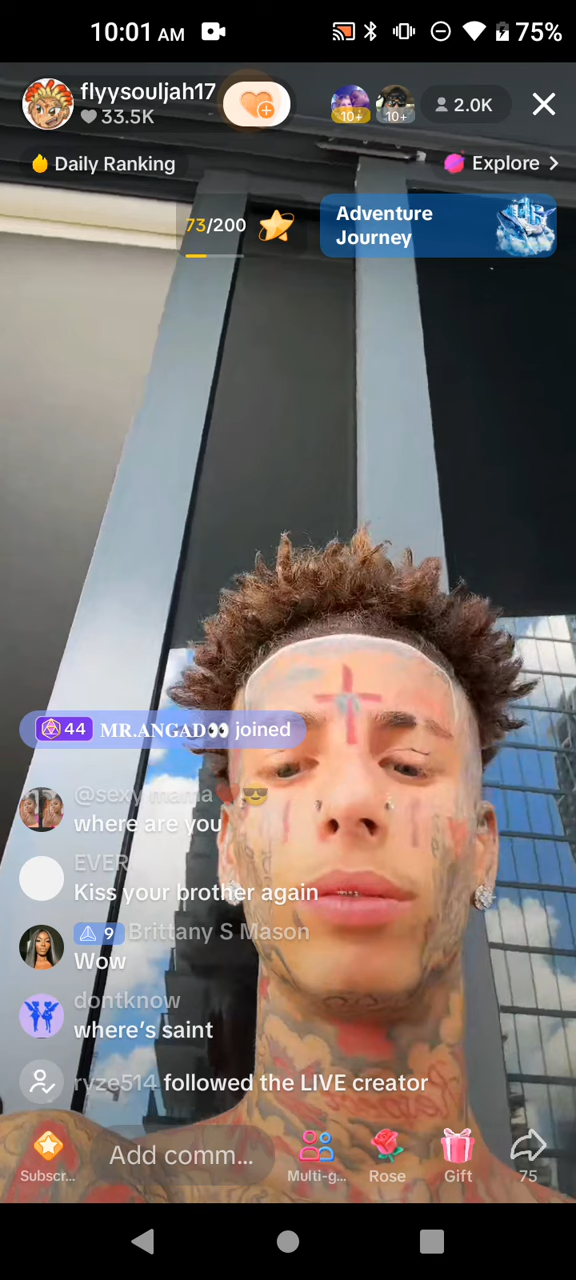 10:01 AM
75%
flyysouljah17
33.5K
10+
10+
2.0K
Daily Ranking
Explore >
73/200
Adventure
Journey
44 MR.ANGAD👀 joined
@sexy mama❤️😎
where are you
EVER
Kiss your brother again
9 Brittany S Mason
Wow
dontknow
where's saint
ryze514 followed the LIVE creator
Subscr...
Add comm...
Multi-g...
Rose
Gift
75